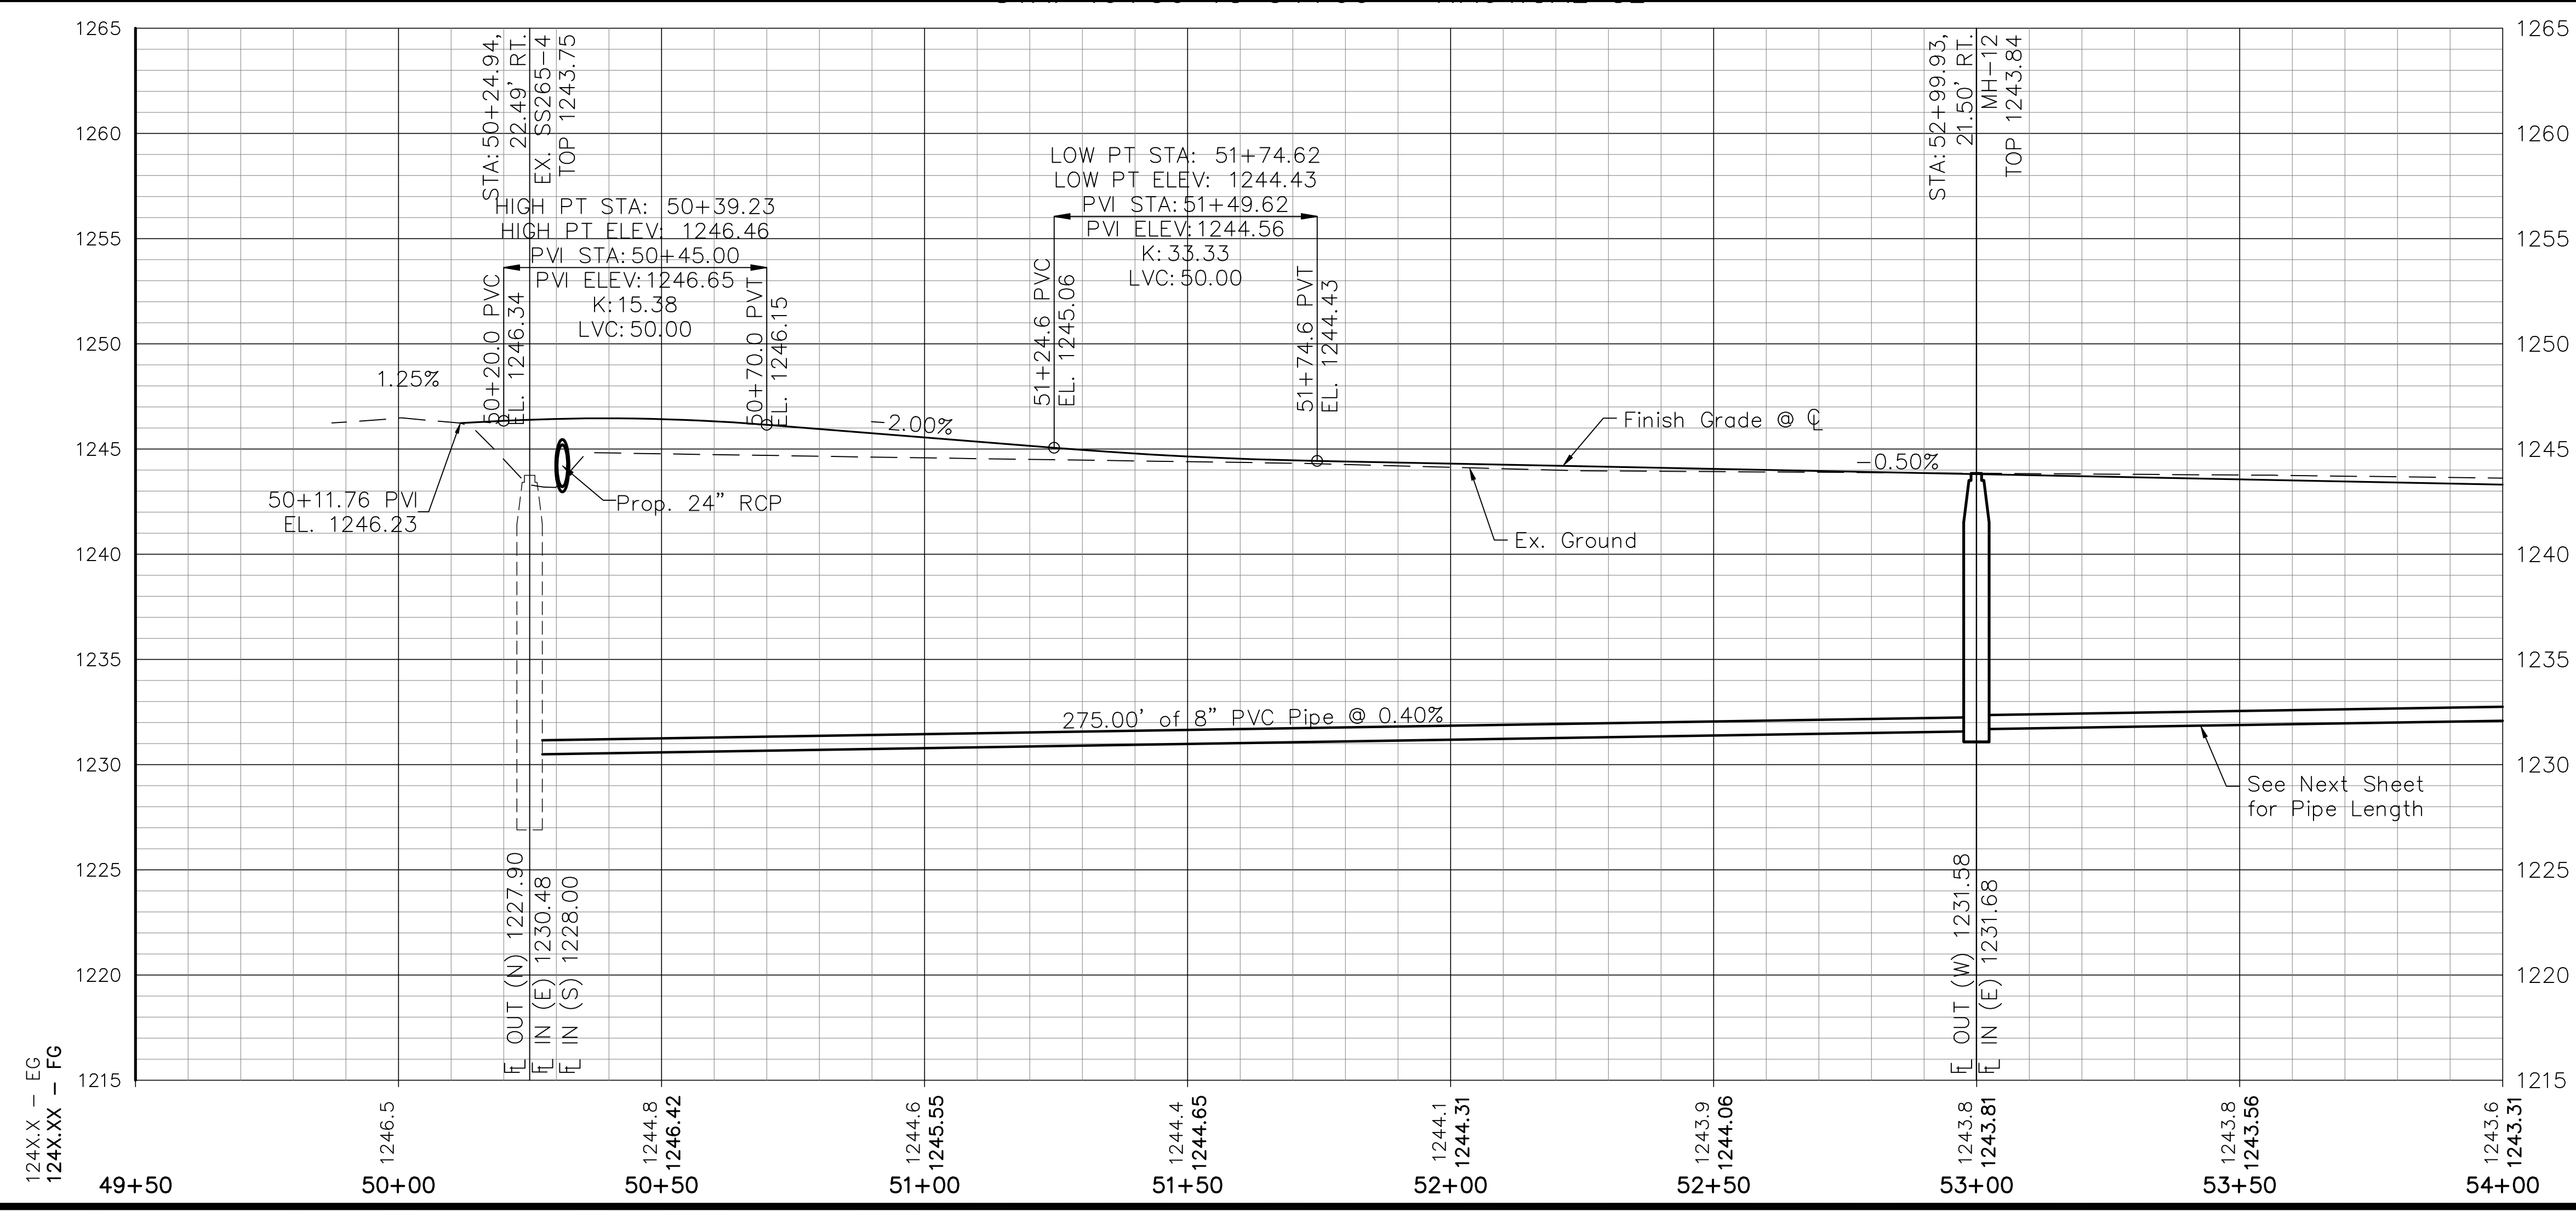 1265
1260
1255
1250
1245
1240
1235
1230
1225
1220
1215
STA:50+24.94,
22.49' RT.
EX. SS265-4
TOP 1243.75
HIGH PT STA: 50+39.23
HIGH PT ELEV: 1246.46
PVI STA:50+45.00
PVI ELEV:1246.65
K:15.38
LVC:50.00
50+20.0 PVC
EL. 1246.34
50+70.0 PVT
EL. 1246.15
LOW PT STA: 51+74.62
LOW PT ELEV: 1244.43
PVI STA:51+49.62
PVI ELEV:1244.56
K:33.33
LVC:50.00
51+24.6 PVC
EL. 1245.06
51+74.6 PVT
EL. 1244.43
STA:52+99.93,
21.50' RT.
MH-12
TOP 1243.84
1.25%
-2.00%
-0.50%
Finish Grade @ ℄
50+11.76 PVI
EL. 1246.23
Prop. 24" RCP
Ex. Ground
275.00' of 8" PVC Pipe @ 0.40%
See Next Sheet
for Pipe Length
FL OUT (N) 1227.90
FL IN (E) 1230.48
FL IN (S) 1228.00
FL OUT (W) 1231.58
FL IN (E) 1231.68
1265
1260
1255
1250
1245
1240
1235
1230
1225
1220
1215
124X.X - EG
124X.XX - FG
1246.5
1244.8
1246.42
1244.6
1245.55
1244.4
1244.65
1244.1
1244.31
1243.9
1244.06
1243.8
1243.81
1243.8
1243.56
1243.6
1243.31
49+50 50+00 50+50 51+00 51+50 52+00 52+50 53+00 53+50 54+00